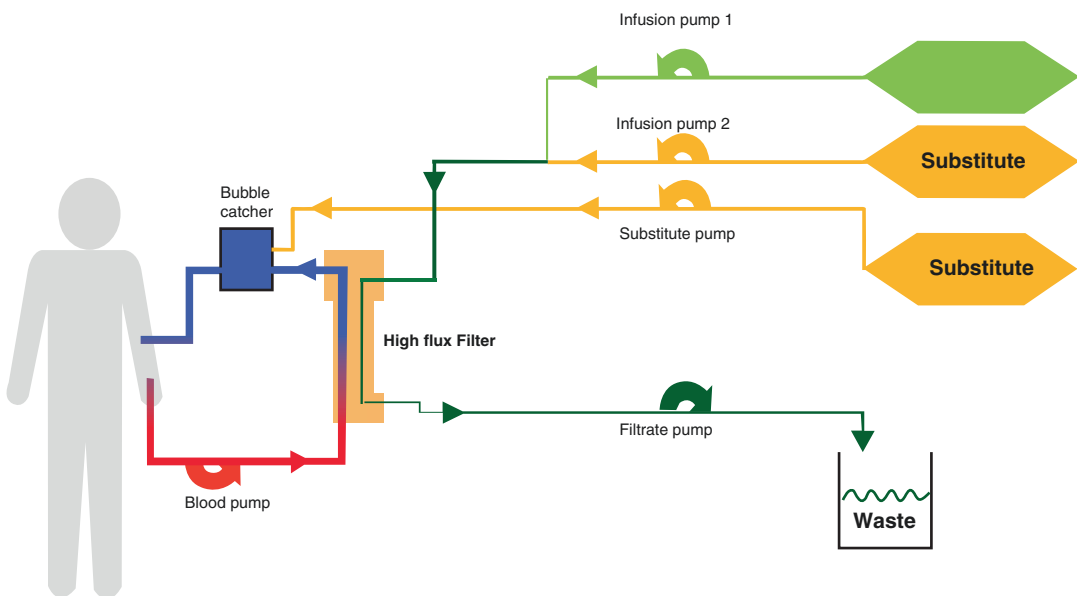 Infusion pump 1
Infusion pump 2
Substitute
Bubble
catcher
Substitute pump
Substitute
High flux Filter
Filtrate pump
Blood pump
Waste